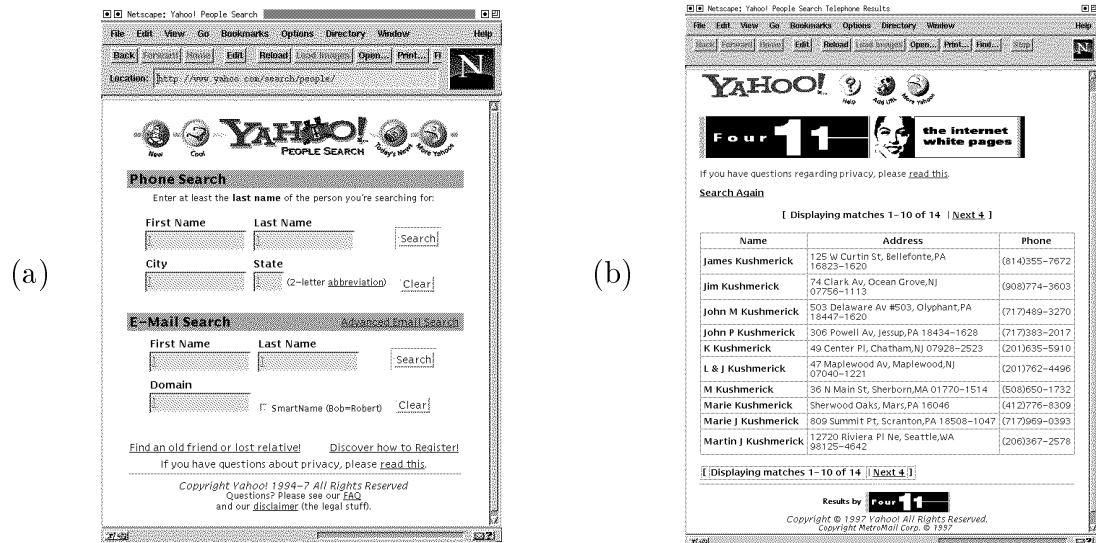 (a)
Netscape: Yahoo! People Search
File Edit View Go Bookmarks Options Directory Window Help
Back Forward Home Edit Reload Load Images Open... Print... Fi
N
Location: http://www.yahoo.com/search/people/
New Cool YAHOO! Today's News More Yahoos
PEOPLE SEARCH
Phone Search
Enter at least the last name of the person you're searching for:
First Name Last Name
Search
City State
(2-letter abbreviation) Clear
E-Mail Search Advanced Email Search
First Name Last Name
Search
Domain
SmartName (Bob=Robert) Clear
Find an old friend or lost relative! Discover how to Register!
If you have questions about privacy, please read this.
Copyright Yahoo! 1994-7 All Rights Reserved
Questions? Please see our FAQ
and our disclaimer (the legal stuff).
(b)
Netscape: Yahoo! People Search Telephone Results
File Edit View Go Bookmarks Options Directory Window Help
Back Forward Home Edit Reload Load Images Open... Print... Find... Stop
N
YAHOO! Help Add URL More Yahoos
Four 11 the internet
white pages
If you have questions regarding privacy, please read this.
Search Again
[ Displaying matches 1-10 of 14 | Next 4 ]
Name Address Phone
James Kushmerick 125 W Curtin St, Bellefonte,PA
16823-1620 (814)355-7672
Jim Kushmerick 74 Clark Av, Ocean Grove,NJ
07756-1113 (908)774-3603
John M Kushmerick 503 Delaware Av #503, Olyphant,PA
18447-1620 (717)489-3270
John P Kushmerick 306 Powell Av, Jessup,PA 18434-1628 (717)383-2017
K Kushmerick 49 Center Pl, Chatham,NJ 07928-2523 (201)635-5910
L & J Kushmerick 47 Maplewood Av, Maplewood,NJ
07040-1221 (201)762-4496
M Kushmerick 36 N Main St, Sherborn,MA 01770-1514 (508)650-1732
Marie Kushmerick Sherwood Oaks, Mars,PA 16046 (412)776-8309
Marie J Kushmerick 809 Summit Pt, Scranton,PA 18508-1047 (717)969-0393
Martin J Kushmerick 12720 Riviera Pl Ne, Seattle,WA
98125-4642 (206)367-2578
[ Displaying matches 1-10 of 14 | Next 4 ]
Results by Four 11
Copyright © 1997 Yahoo! All Rights Reserved.
Copyright MetroMail Corp. © 1997